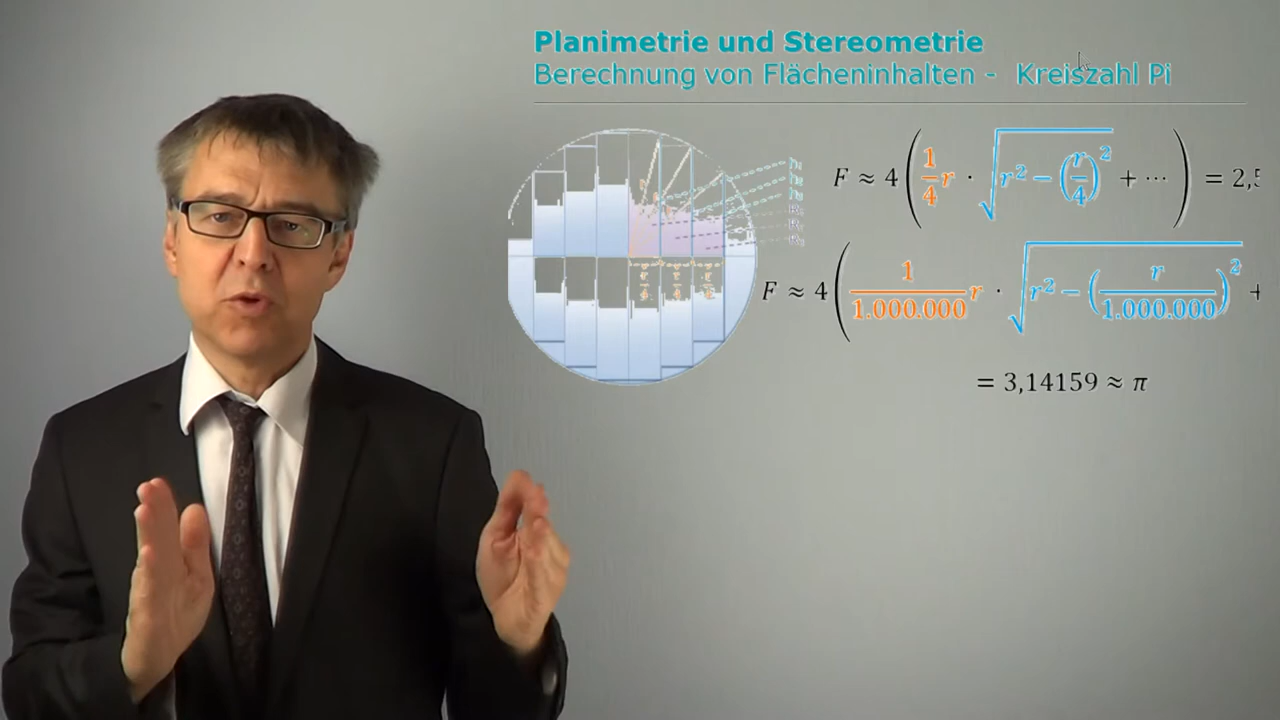 Planimetrie und Stereometrie
Berechnung von Flächeninhalten - Kreiszahl Pi
F ≈ 4 ( 1/4 r · √(r² − (r/4)²) + ··· ) = 2,5
F ≈ 4 ( 1/1.000.000 r · √(r² − (r/1.000.000)²) +
= 3,14159 ≈ π